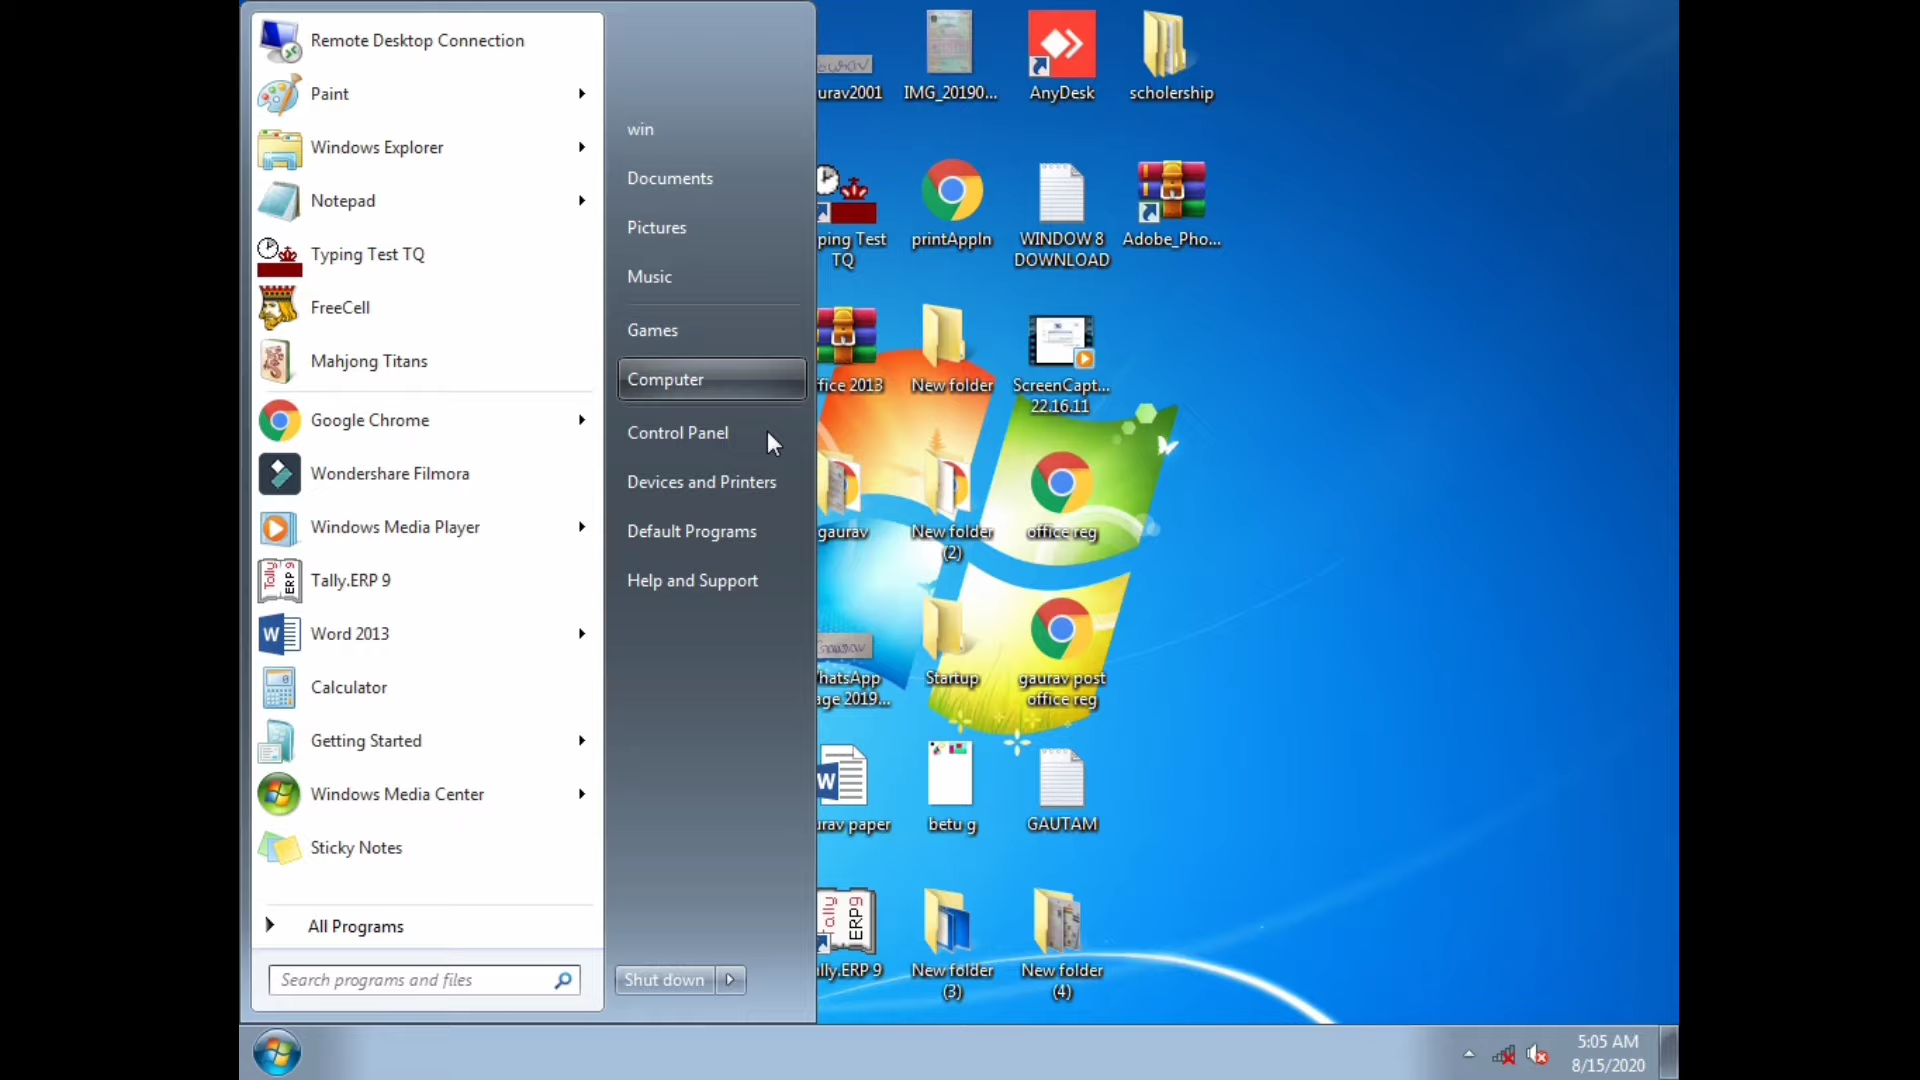 Remote Desktop Connection
Paint
Windows Explorer
Notepad
Typing Test TQ
FreeCell
Mahjong Titans
Google Chrome
Wondershare Filmora
Windows Media Player
Tally.ERP 9
Word 2013
Calculator
Getting Started
Windows Media Center
Sticky Notes
All Programs
Search programs and files
win
Documents
Pictures
Music
Games
Computer
Control Panel
Devices and Printers
Default Programs
Help and Support
Shut down
urav2001
IMG_20190...
AnyDesk
scholership
ping Test
TQ
printAppln
WINDOW 8
DOWNLOAD
Adobe_Pho...
fice 2013
New folder
ScreenCapt...
22.16.11
gaurav
New folder
(2)
office reg
hatsApp
age 2019...
Startup
gaurav post
office reg
urav paper
betu g
GAUTAM
Tally
ERP9
lly.ERP 9
New folder
(3)
New folder
(4)
5:05 AM
8/15/2020